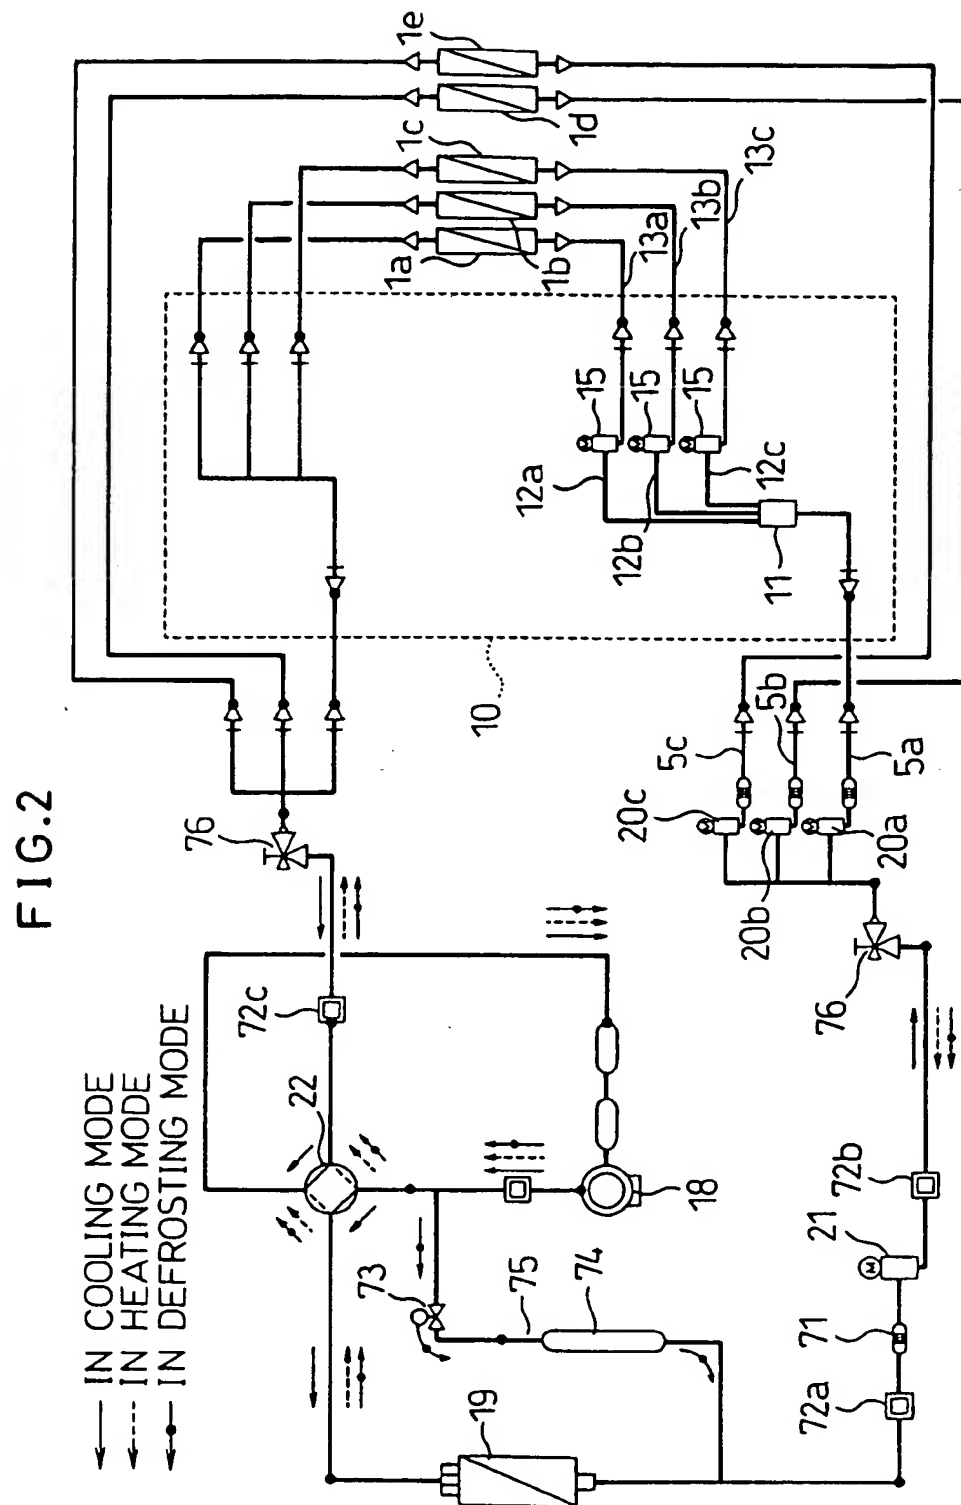 FIG.2
IN COOLING MODE
IN HEATING MODE
IN DEFROSTING MODE
1e
1d
1c
1b
1a
13c
13b
13a
15
15
15
12a
12b
12c
11
10
76
5c
5b
5a
20c
20b
20a
76
72c
22
18
73
75
74
19
72b
21
M
71
72a